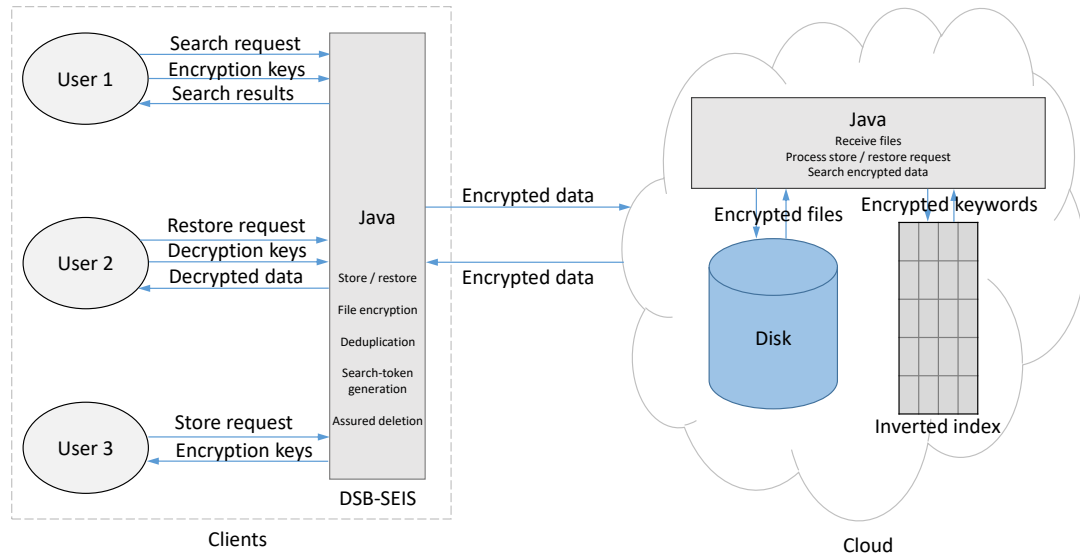 User 1
Search request
Encryption keys
Search results
User 2
Restore request
Decryption keys
Decrypted data
User 3
Store request
Encryption keys
Java
Store / restore
File encryption
Deduplication
Search-token
generation
Assured deletion
DSB-SEIS
Clients
Encrypted data
Encrypted data
Java
Receive files
Process store / restore request
Search encrypted data
Encrypted files
Encrypted keywords
Disk
Inverted index
Cloud